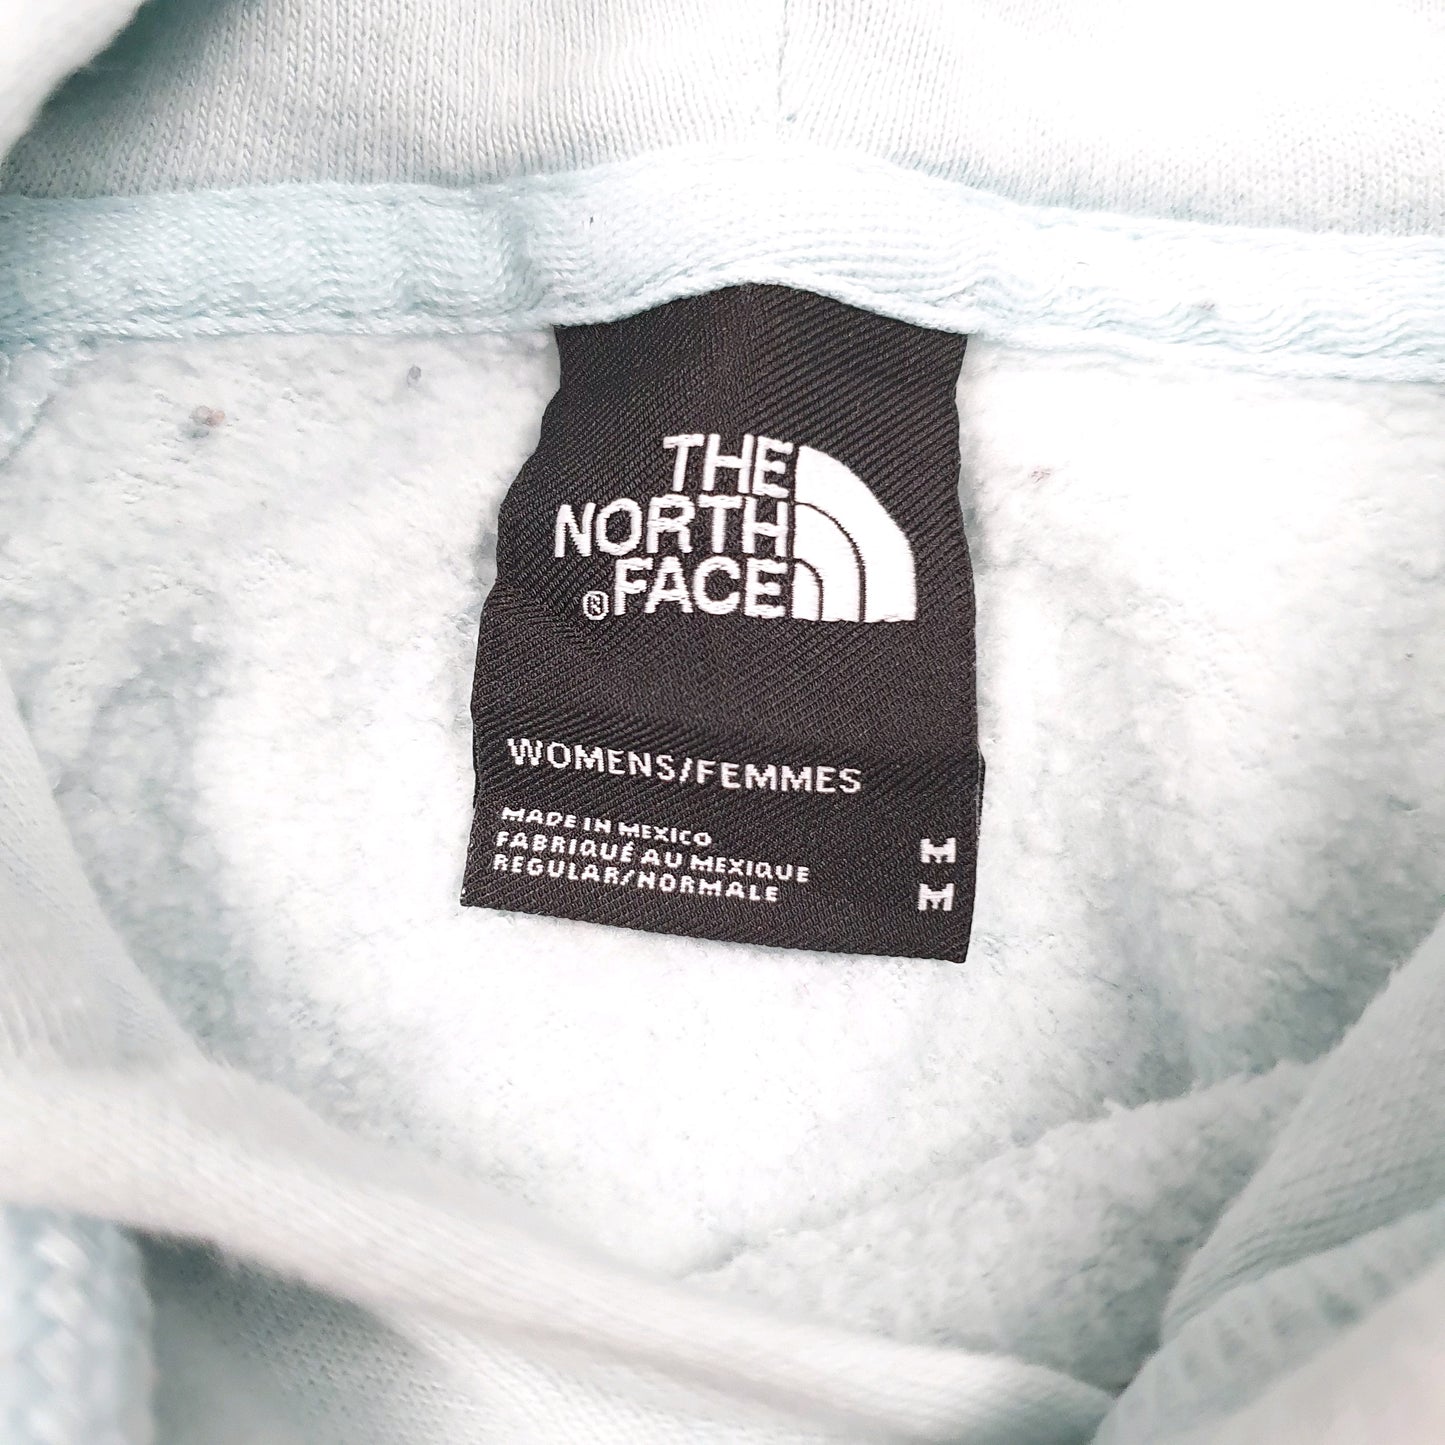 THE
NORTH
®FACE
WOMENS/FEMMES
MADE IN MEXICO
FABRIQUÉ AU MEXIQUE
REGULAR/NORMALE
M
M